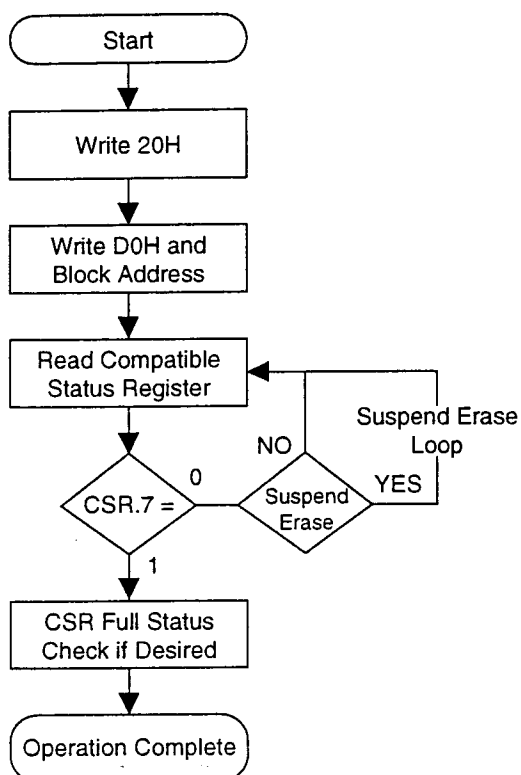 Start
Write 20H
Write D0H and
Block Address
Read Compatible
Status Register
CSR.7 =
0
1
Suspend
Erase
NO
YES
Suspend Erase
Loop
CSR Full Status
Check if Desired
Operation Complete